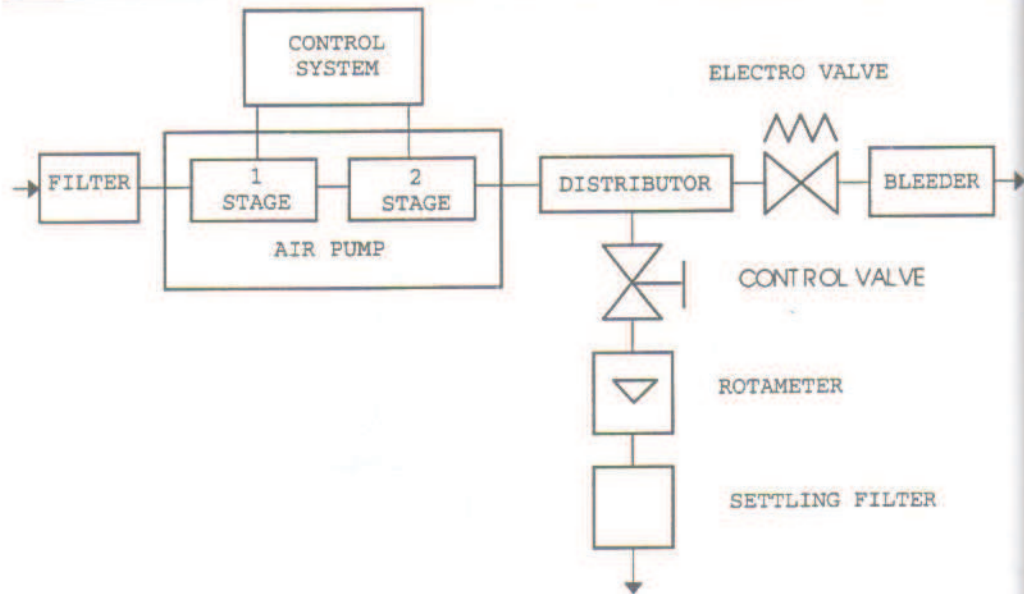 CONTROL
SYSTEM
ELECTRO VALVE
FILTER
1
STAGE
2
STAGE
AIR PUMP
DISTRIBUTOR
BLEEDER
CONTROL VALVE
ROTAMETER
SETTLING FILTER